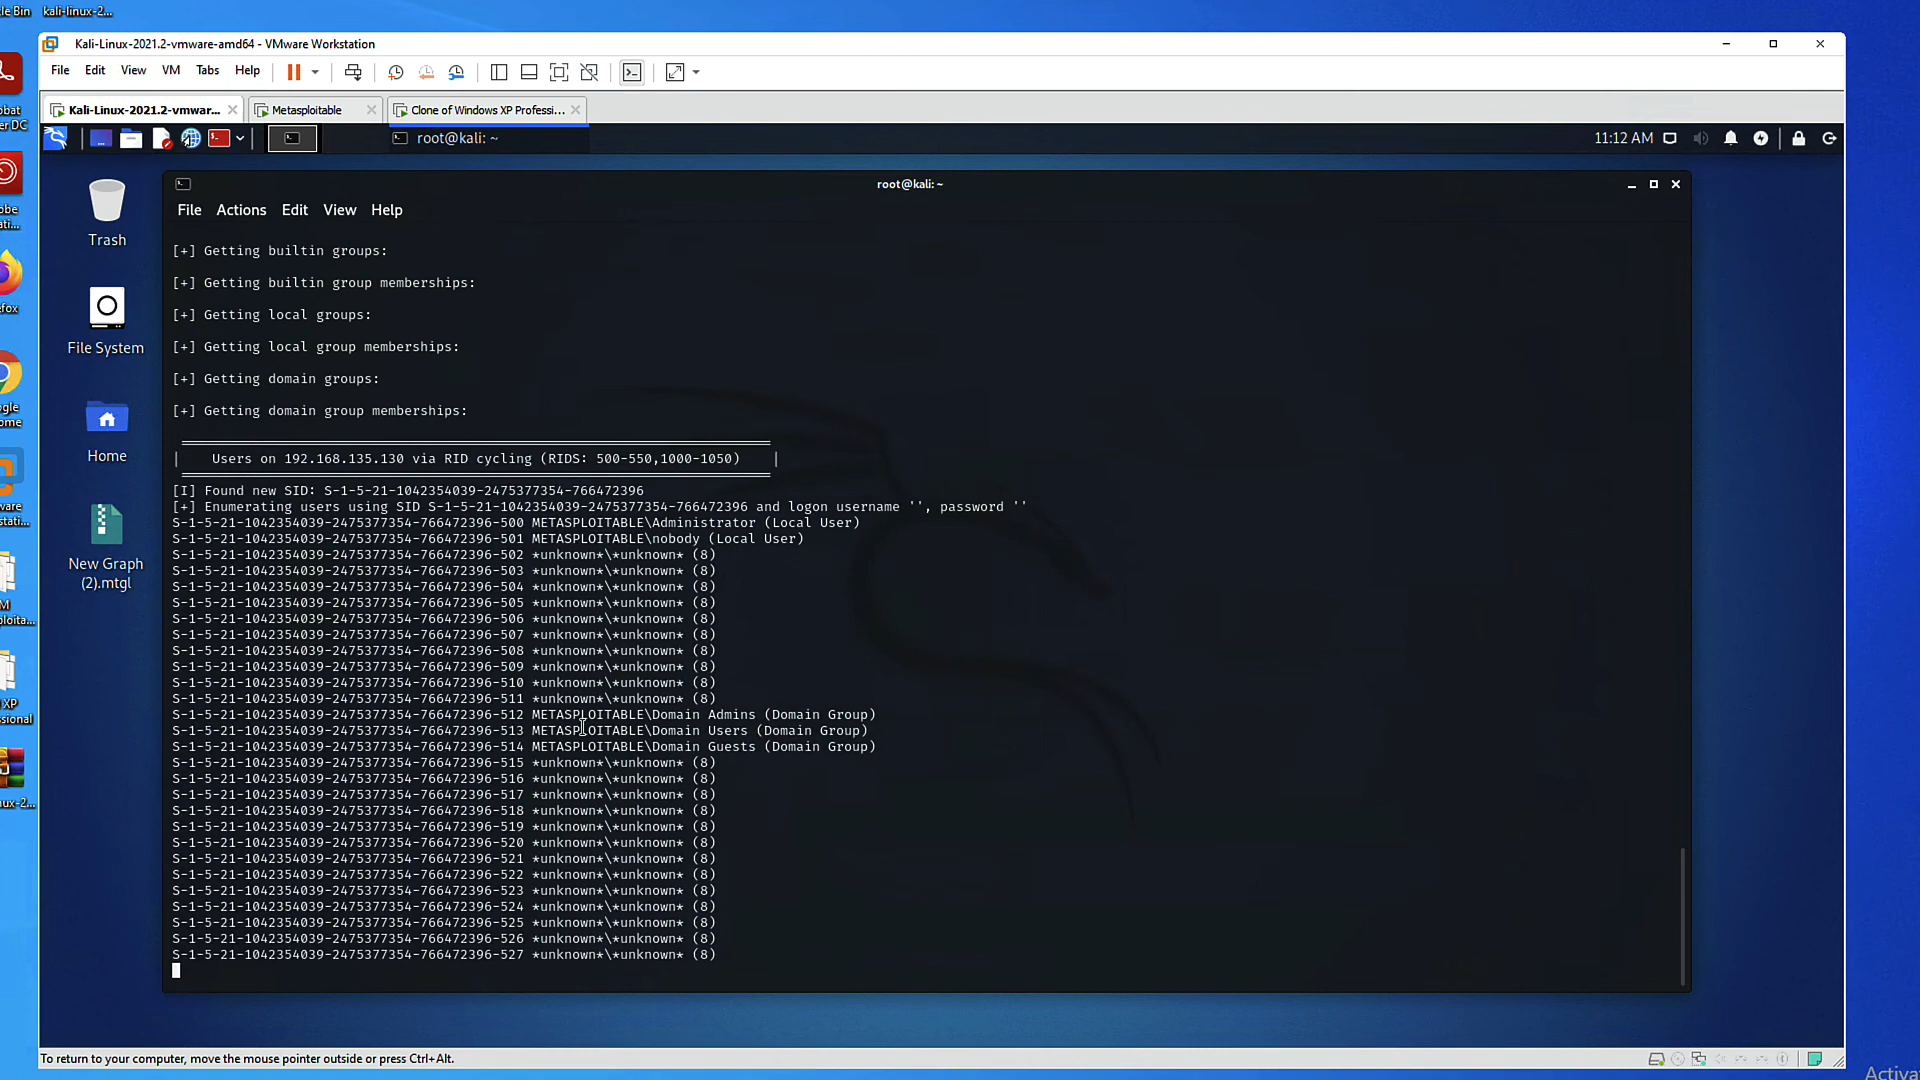 le Bin
kali-linux-2...
Kali-Linux-2021.2-vmware-amd64 - VMware Workstation
File Edit View VM Tabs Help
Kali-Linux-2021.2-vmwar...
Metasploitable
Clone of Windows XP Professi...
root@kali: ~
11:12 AM
root@kali: ~
File Actions Edit View Help
Trash
File System
Home
New Graph
(2).mtgl
[+] Getting builtin groups:
[+] Getting builtin group memberships:
[+] Getting local groups:
[+] Getting local group memberships:
[+] Getting domain groups:
[+] Getting domain group memberships:
| Users on 192.168.135.130 via RID cycling (RIDS: 500-550,1000-1050) |
[I] Found new SID: S-1-5-21-1042354039-2475377354-766472396
[+] Enumerating users using SID S-1-5-21-1042354039-2475377354-766472396 and logon username '', password ''
S-1-5-21-1042354039-2475377354-766472396-500 METASPLOITABLE\Administrator (Local User)
S-1-5-21-1042354039-2475377354-766472396-501 METASPLOITABLE\nobody (Local User)
S-1-5-21-1042354039-2475377354-766472396-502 *unknown*\*unknown* (8)
S-1-5-21-1042354039-2475377354-766472396-503 *unknown*\*unknown* (8)
S-1-5-21-1042354039-2475377354-766472396-504 *unknown*\*unknown* (8)
S-1-5-21-1042354039-2475377354-766472396-505 *unknown*\*unknown* (8)
S-1-5-21-1042354039-2475377354-766472396-506 *unknown*\*unknown* (8)
S-1-5-21-1042354039-2475377354-766472396-507 *unknown*\*unknown* (8)
S-1-5-21-1042354039-2475377354-766472396-508 *unknown*\*unknown* (8)
S-1-5-21-1042354039-2475377354-766472396-509 *unknown*\*unknown* (8)
S-1-5-21-1042354039-2475377354-766472396-510 *unknown*\*unknown* (8)
S-1-5-21-1042354039-2475377354-766472396-511 *unknown*\*unknown* (8)
S-1-5-21-1042354039-2475377354-766472396-512 METASPLOITABLE\Domain Admins (Domain Group)
S-1-5-21-1042354039-2475377354-766472396-513 METASPLOITABLE\Domain Users (Domain Group)
S-1-5-21-1042354039-2475377354-766472396-514 METASPLOITABLE\Domain Guests (Domain Group)
S-1-5-21-1042354039-2475377354-766472396-515 *unknown*\*unknown* (8)
S-1-5-21-1042354039-2475377354-766472396-516 *unknown*\*unknown* (8)
S-1-5-21-1042354039-2475377354-766472396-517 *unknown*\*unknown* (8)
S-1-5-21-1042354039-2475377354-766472396-518 *unknown*\*unknown* (8)
S-1-5-21-1042354039-2475377354-766472396-519 *unknown*\*unknown* (8)
S-1-5-21-1042354039-2475377354-766472396-520 *unknown*\*unknown* (8)
S-1-5-21-1042354039-2475377354-766472396-521 *unknown*\*unknown* (8)
S-1-5-21-1042354039-2475377354-766472396-522 *unknown*\*unknown* (8)
S-1-5-21-1042354039-2475377354-766472396-523 *unknown*\*unknown* (8)
S-1-5-21-1042354039-2475377354-766472396-524 *unknown*\*unknown* (8)
S-1-5-21-1042354039-2475377354-766472396-525 *unknown*\*unknown* (8)
S-1-5-21-1042354039-2475377354-766472396-526 *unknown*\*unknown* (8)
S-1-5-21-1042354039-2475377354-766472396-527 *unknown*\*unknown* (8)
To return to your computer, move the mouse pointer outside or press Ctrl+Alt.
obat
er DC
obe
ati...
efox
ogle
ome
ware
stati...
M
ploita...
XP
ssional
nux-2...
Activa